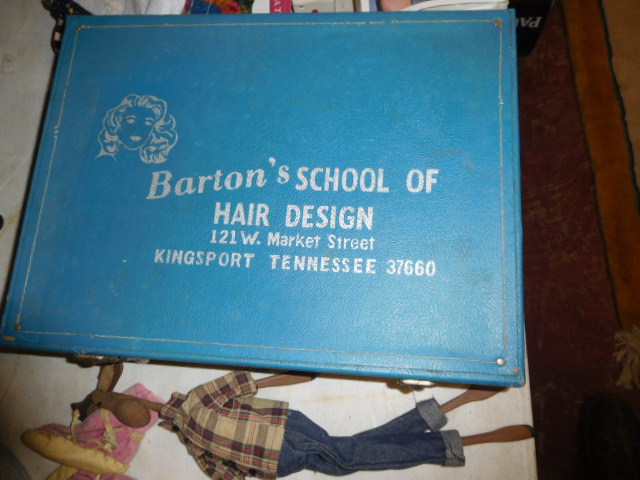 Barton's SCHOOL OF
HAIR DESIGN
121 W. Market Street
KINGSPORT TENNESSEE 37660